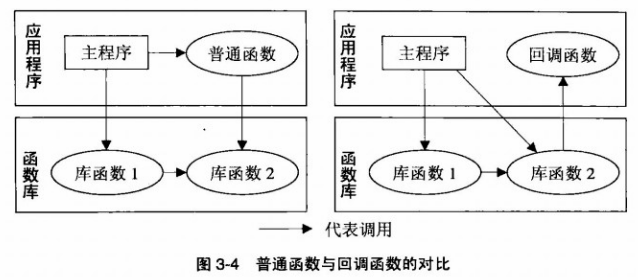 应用程序
主程序
普通函数
函数库
库函数 1
库函数 2
应用程序
主程序
回调函数
函数库
库函数 1
库函数 2
代表调用
图 3-4 普通函数与回调函数的对比